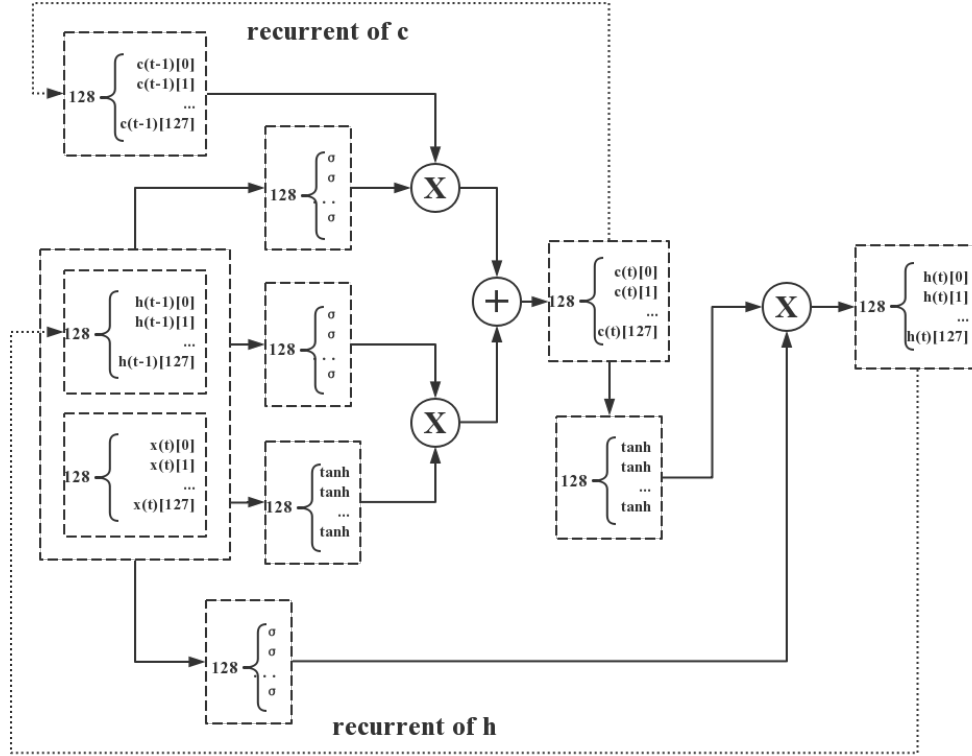 recurrent of c
128
c(t-1)[0]
c(t-1)[1]
...
c(t-1)[127]
X
128
σ
σ
. . .
σ
128
h(t-1)[0]
h(t-1)[1]
...
h(t-1)[127]
128
σ
σ
. . .
σ
X
+
128
c(t)[0]
c(t)[1]
...
c(t)[127]
X
128
h(t)[0]
h(t)[1]
...
h(t)[127]
128
x(t)[0]
x(t)[1]
...
x(t)[127]
128
tanh
tanh
...
tanh
128
tanh
tanh
...
tanh
128
σ
σ
. . .
σ
recurrent of h